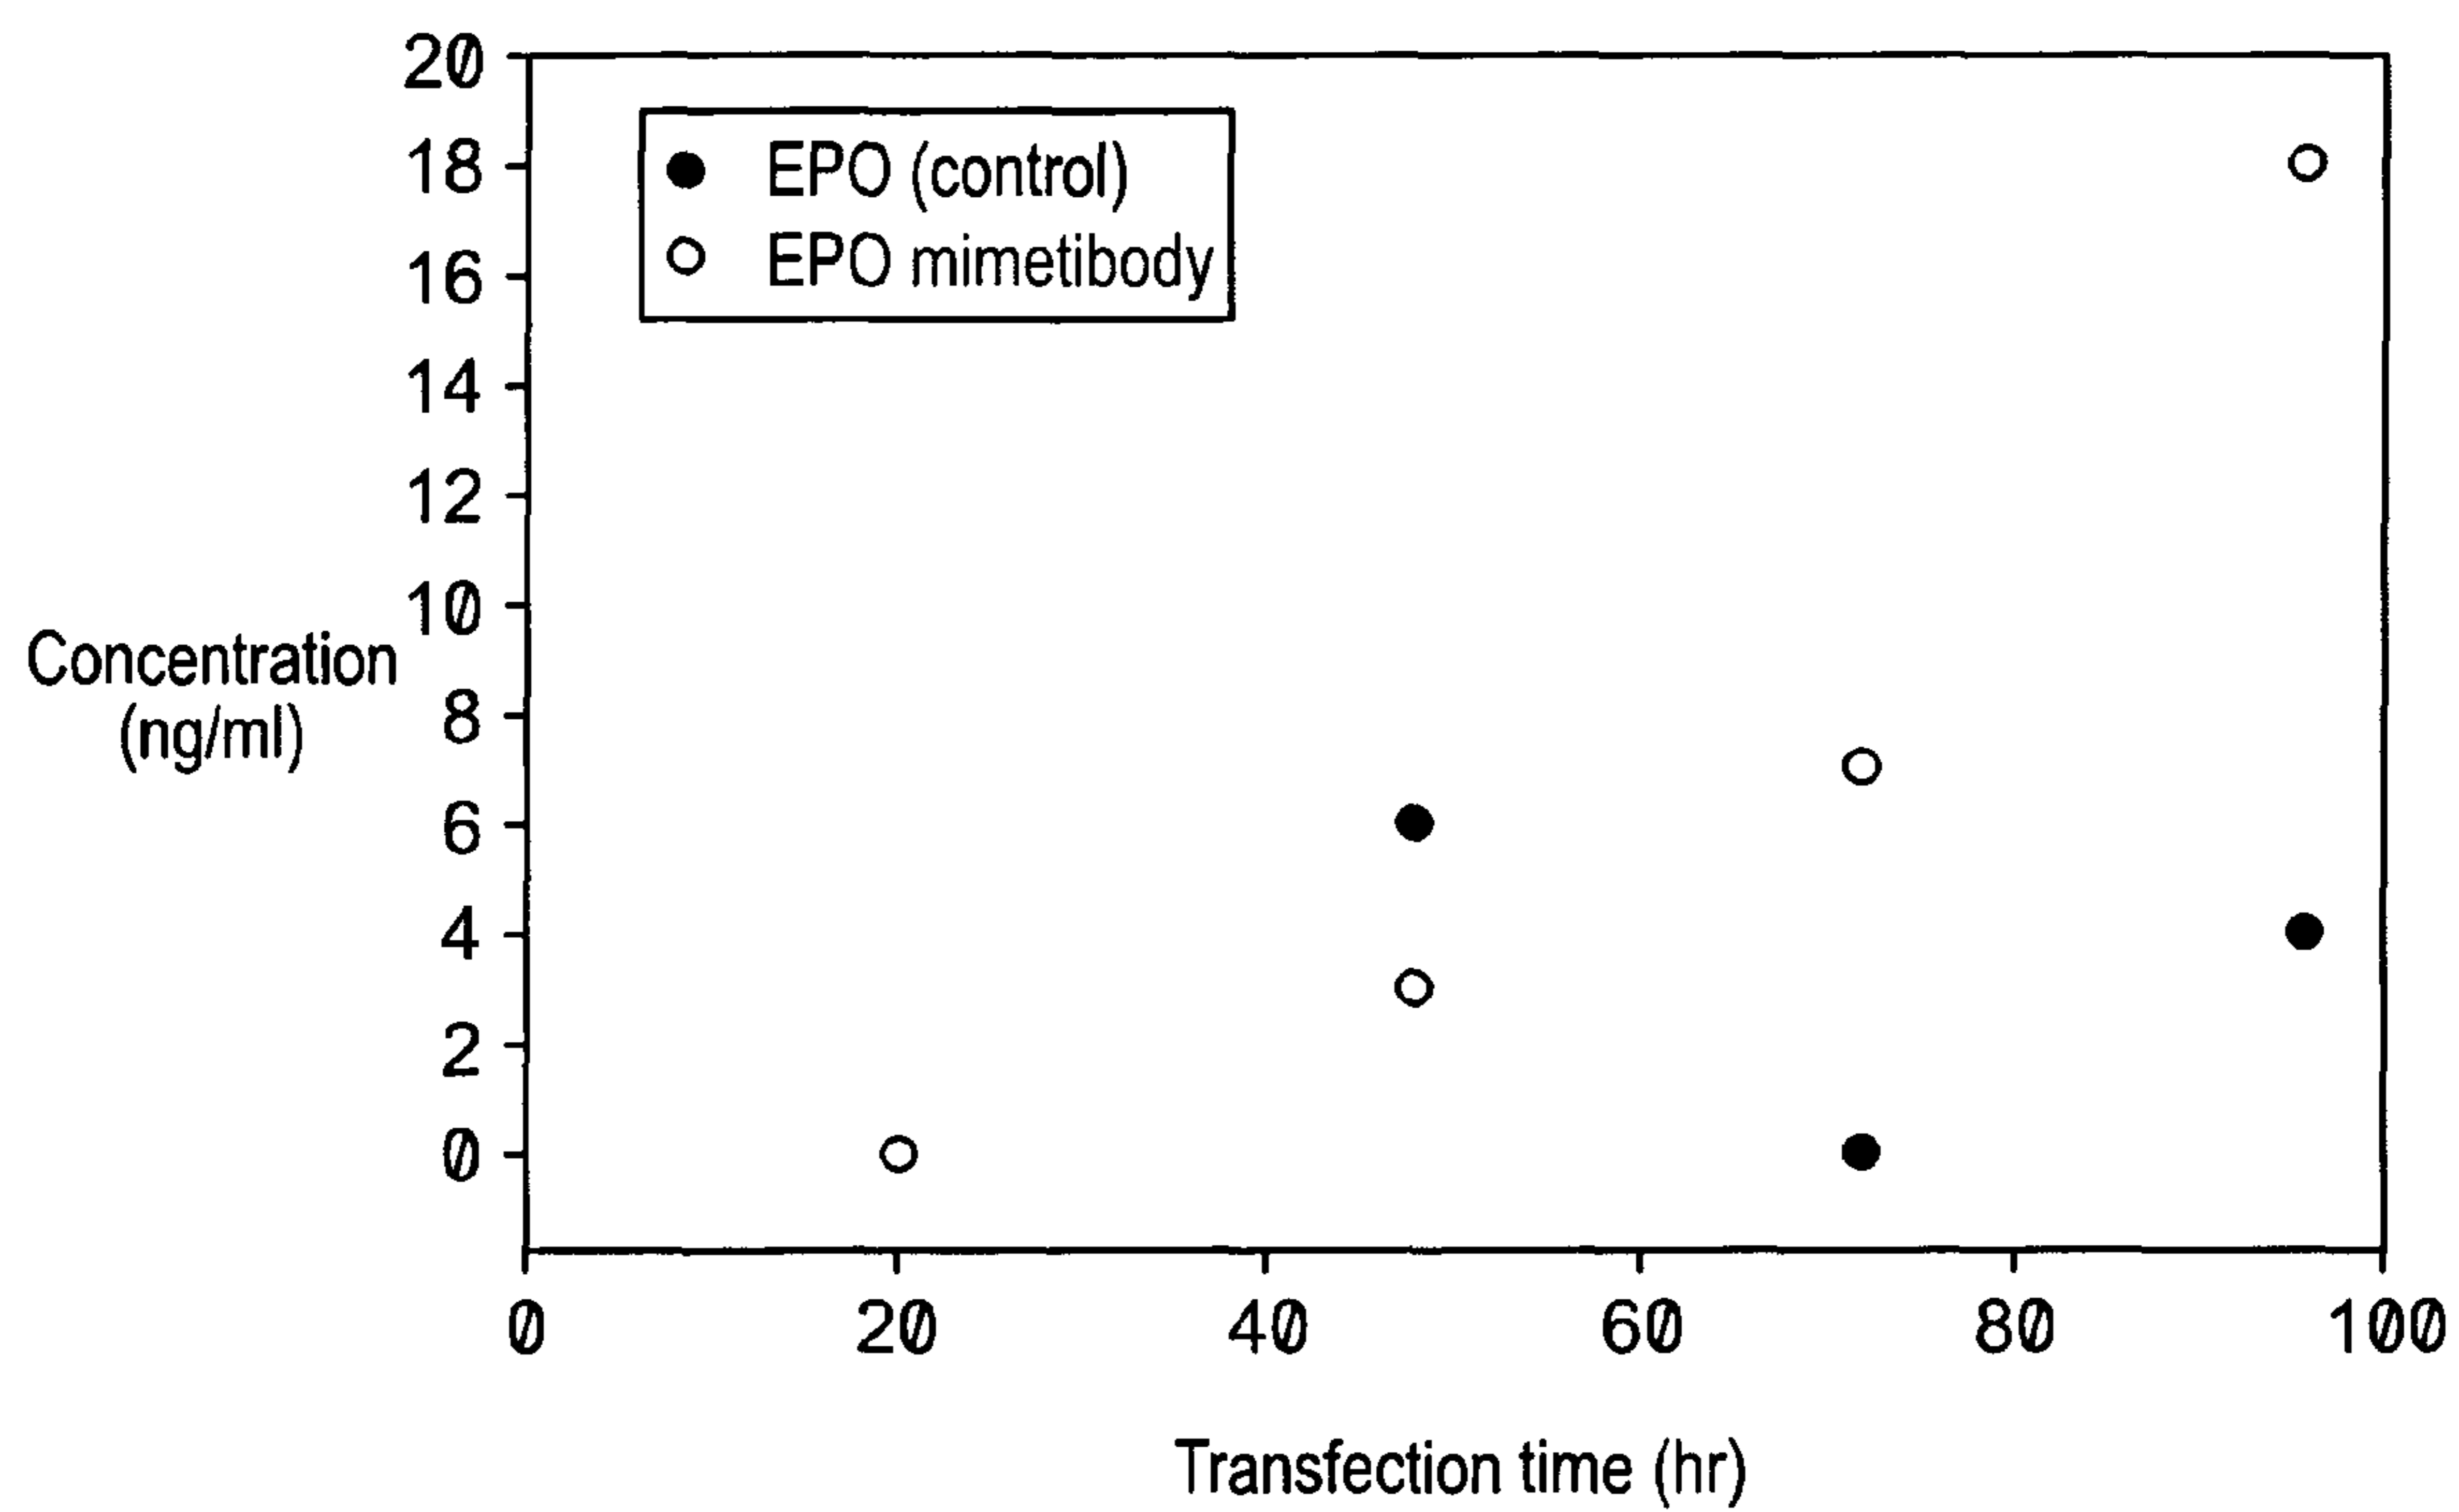 20
18
16
14
12
10
8
6
4
2
0
Concentration
(ng/ml)
EPO (control)
EPO mimetibody
0 20 40 60 80 100
Transfection time (hr)